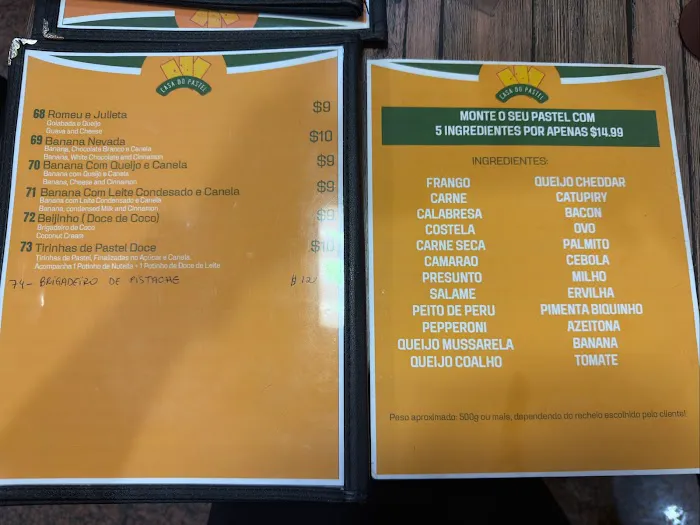 CASA DO PASTEL
68 Romeu e Julieta $9
Goiabada e Queijo
Guava and Cheese
69 Banana Nevada $10
Banana, Chocolate Branco e Canela
Banana, White Chocolate and Cinnamon
70 Banana Com Queijo e Canela $9
Banana com Queijo e Canela
Banana, Cheese and Cinnamon
71 Banana Com Leite Condesado e Canela $9
Banana com Leite Condensado e Canela
Banana, condensed Milk and Cinnamon
72 Beijinho (Doce de Coco) $9
Brigadeiro de Coco
Coconut Cream
73 Tirinhas de Pastel Doce $10
Tirinhas de Pastel, Finalizadas no Açúcar e Canela.
Acompanha 1 Potinho de Nutella + 1 Potinho de Doce de Leite
74- BRIGADEIRO DE PISTACHE $12
CASA DO PASTEL
MONTE O SEU PASTEL COM
5 INGREDIENTES POR APENAS $14.99
INGREDIENTES:
FRANGO
CARNE
CALABRESA
COSTELA
CARNE SECA
CAMARAO
PRESUNTO
SALAME
PEITO DE PERU
PEPPERONI
QUEIJO MUSSARELA
QUEIJO COALHO
QUEIJO CHEDDAR
CATUPIRY
BACON
OVO
PALMITO
CEBOLA
MILHO
ERVILHA
PIMENTA BIQUINHO
AZEITONA
BANANA
TOMATE
Peso aproximado: 500g ou mais, dependendo do recheio escolhido pelo cliente!